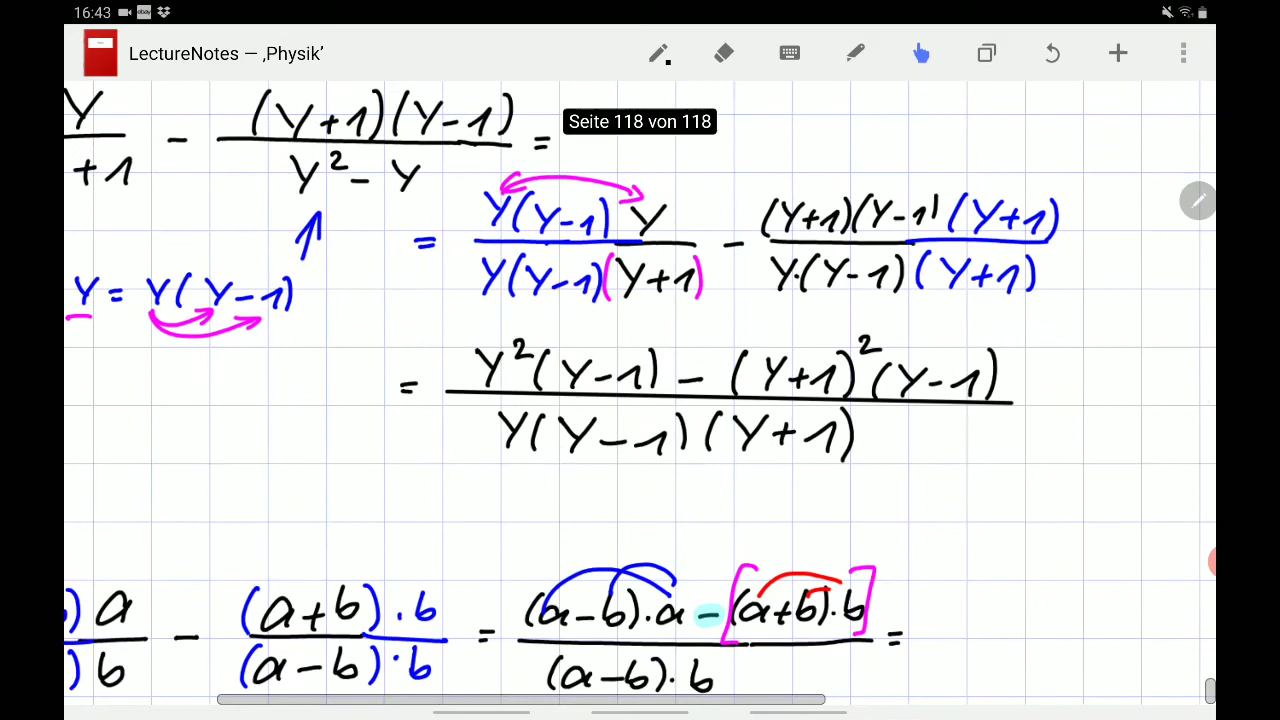 16:43 ebay
LectureNotes — ‚Physik’
Seite 118 von 118
Y / +1 − (Y+1)(Y−1) / Y² − Y =
= Y(Y−1) Y / Y(Y−1)(Y+1) − (Y+1)(Y−1)(Y+1) / Y·(Y−1)(Y+1)
Y = Y(Y−1)
= Y²(Y−1) − (Y+1)²(Y−1) / Y(Y−1)(Y+1)
) a / ) b − (a+b)·b / (a−b)·b = (a−b)·a − [(a+b)·b] / (a−b)·b =